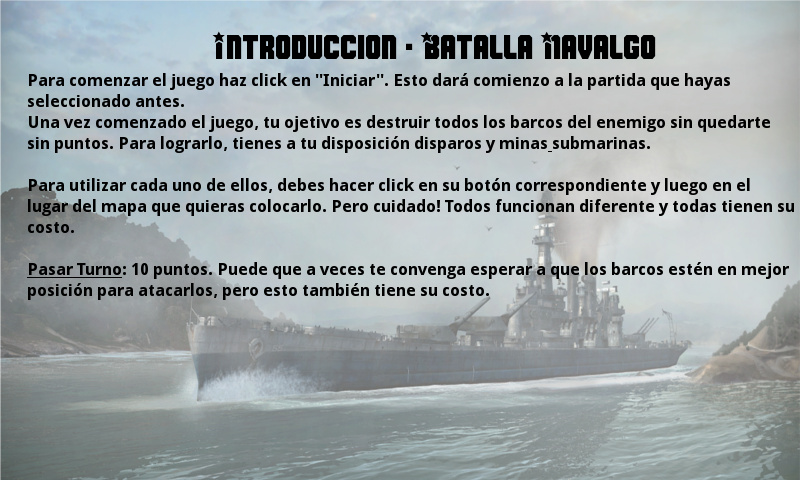 INTRODUCCION - BATALLA NAVALGO
Para comenzar el juego haz click en "Iniciar". Esto dará comienzo a la partida que hayas
seleccionado antes.
Una vez comenzado el juego, tu ojetivo es destruir todos los barcos del enemigo sin quedarte
sin puntos. Para lograrlo, tienes a tu disposición disparos y minas submarinas.
Para utilizar cada uno de ellos, debes hacer click en su botón correspondiente y luego en el
lugar del mapa que quieras colocarlo. Pero cuidado! Todos funcionan diferente y todas tienen su
costo.
Pasar Turno: 10 puntos. Puede que a veces te convenga esperar a que los barcos estén en mejor
posición para atacarlos, pero esto también tiene su costo.